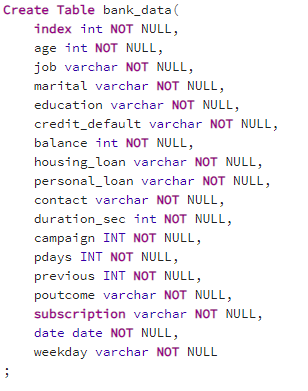 Create Table bank_data(
index int NOT NULL,
age int NOT NULL,
job varchar NOT NULL,
marital varchar NOT NULL,
education varchar NOT NULL,
credit_default varchar NOT NULL,
balance int NOT NULL,
housing_loan varchar NOT NULL,
personal_loan varchar NOT NULL,
contact varchar NOT NULL,
duration_sec int NOT NULL,
campaign INT NOT NULL,
pdays INT NOT NULL,
previous INT NOT NULL,
poutcome varchar NOT NULL,
subscription varchar NOT NULL,
date date NOT NULL,
weekday varchar NOT NULL
;